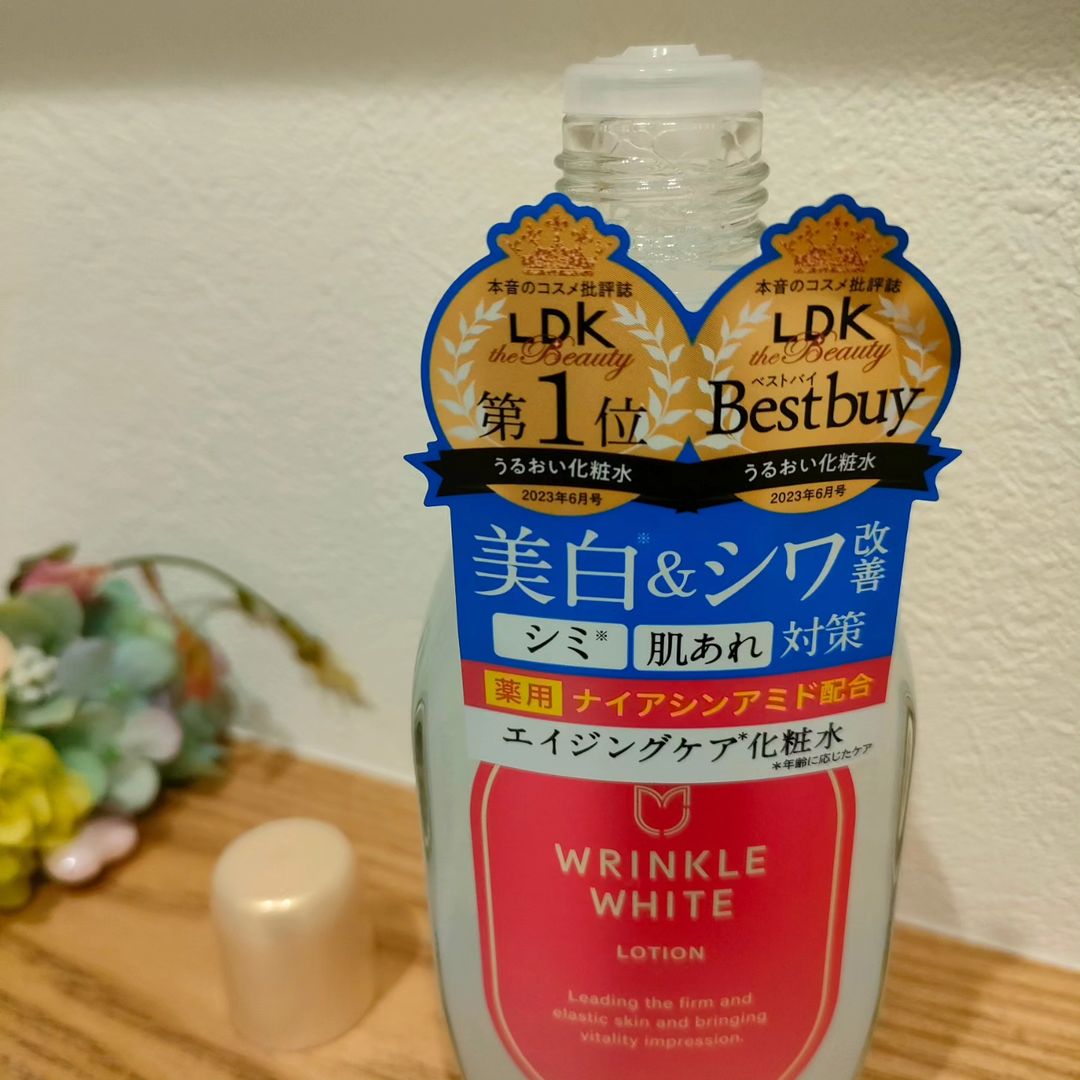 本音のコスメ批評誌
LDK
the Beauty
第1位
うるおい化粧水
2023年6月号
本音のコスメ批評誌
LDK
the Beauty
ベストバイ
Bestbuy
うるおい化粧水
2023年6月号
美白※&シワ改善
シミ※ 肌あれ 対策
薬用 ナイアシンアミド配合
エイジングケア*化粧水
*年齢に応じたケア
WRINKLE
WHITE
LOTION
Leading the firm and
elastic skin and bringing
vitality impression.